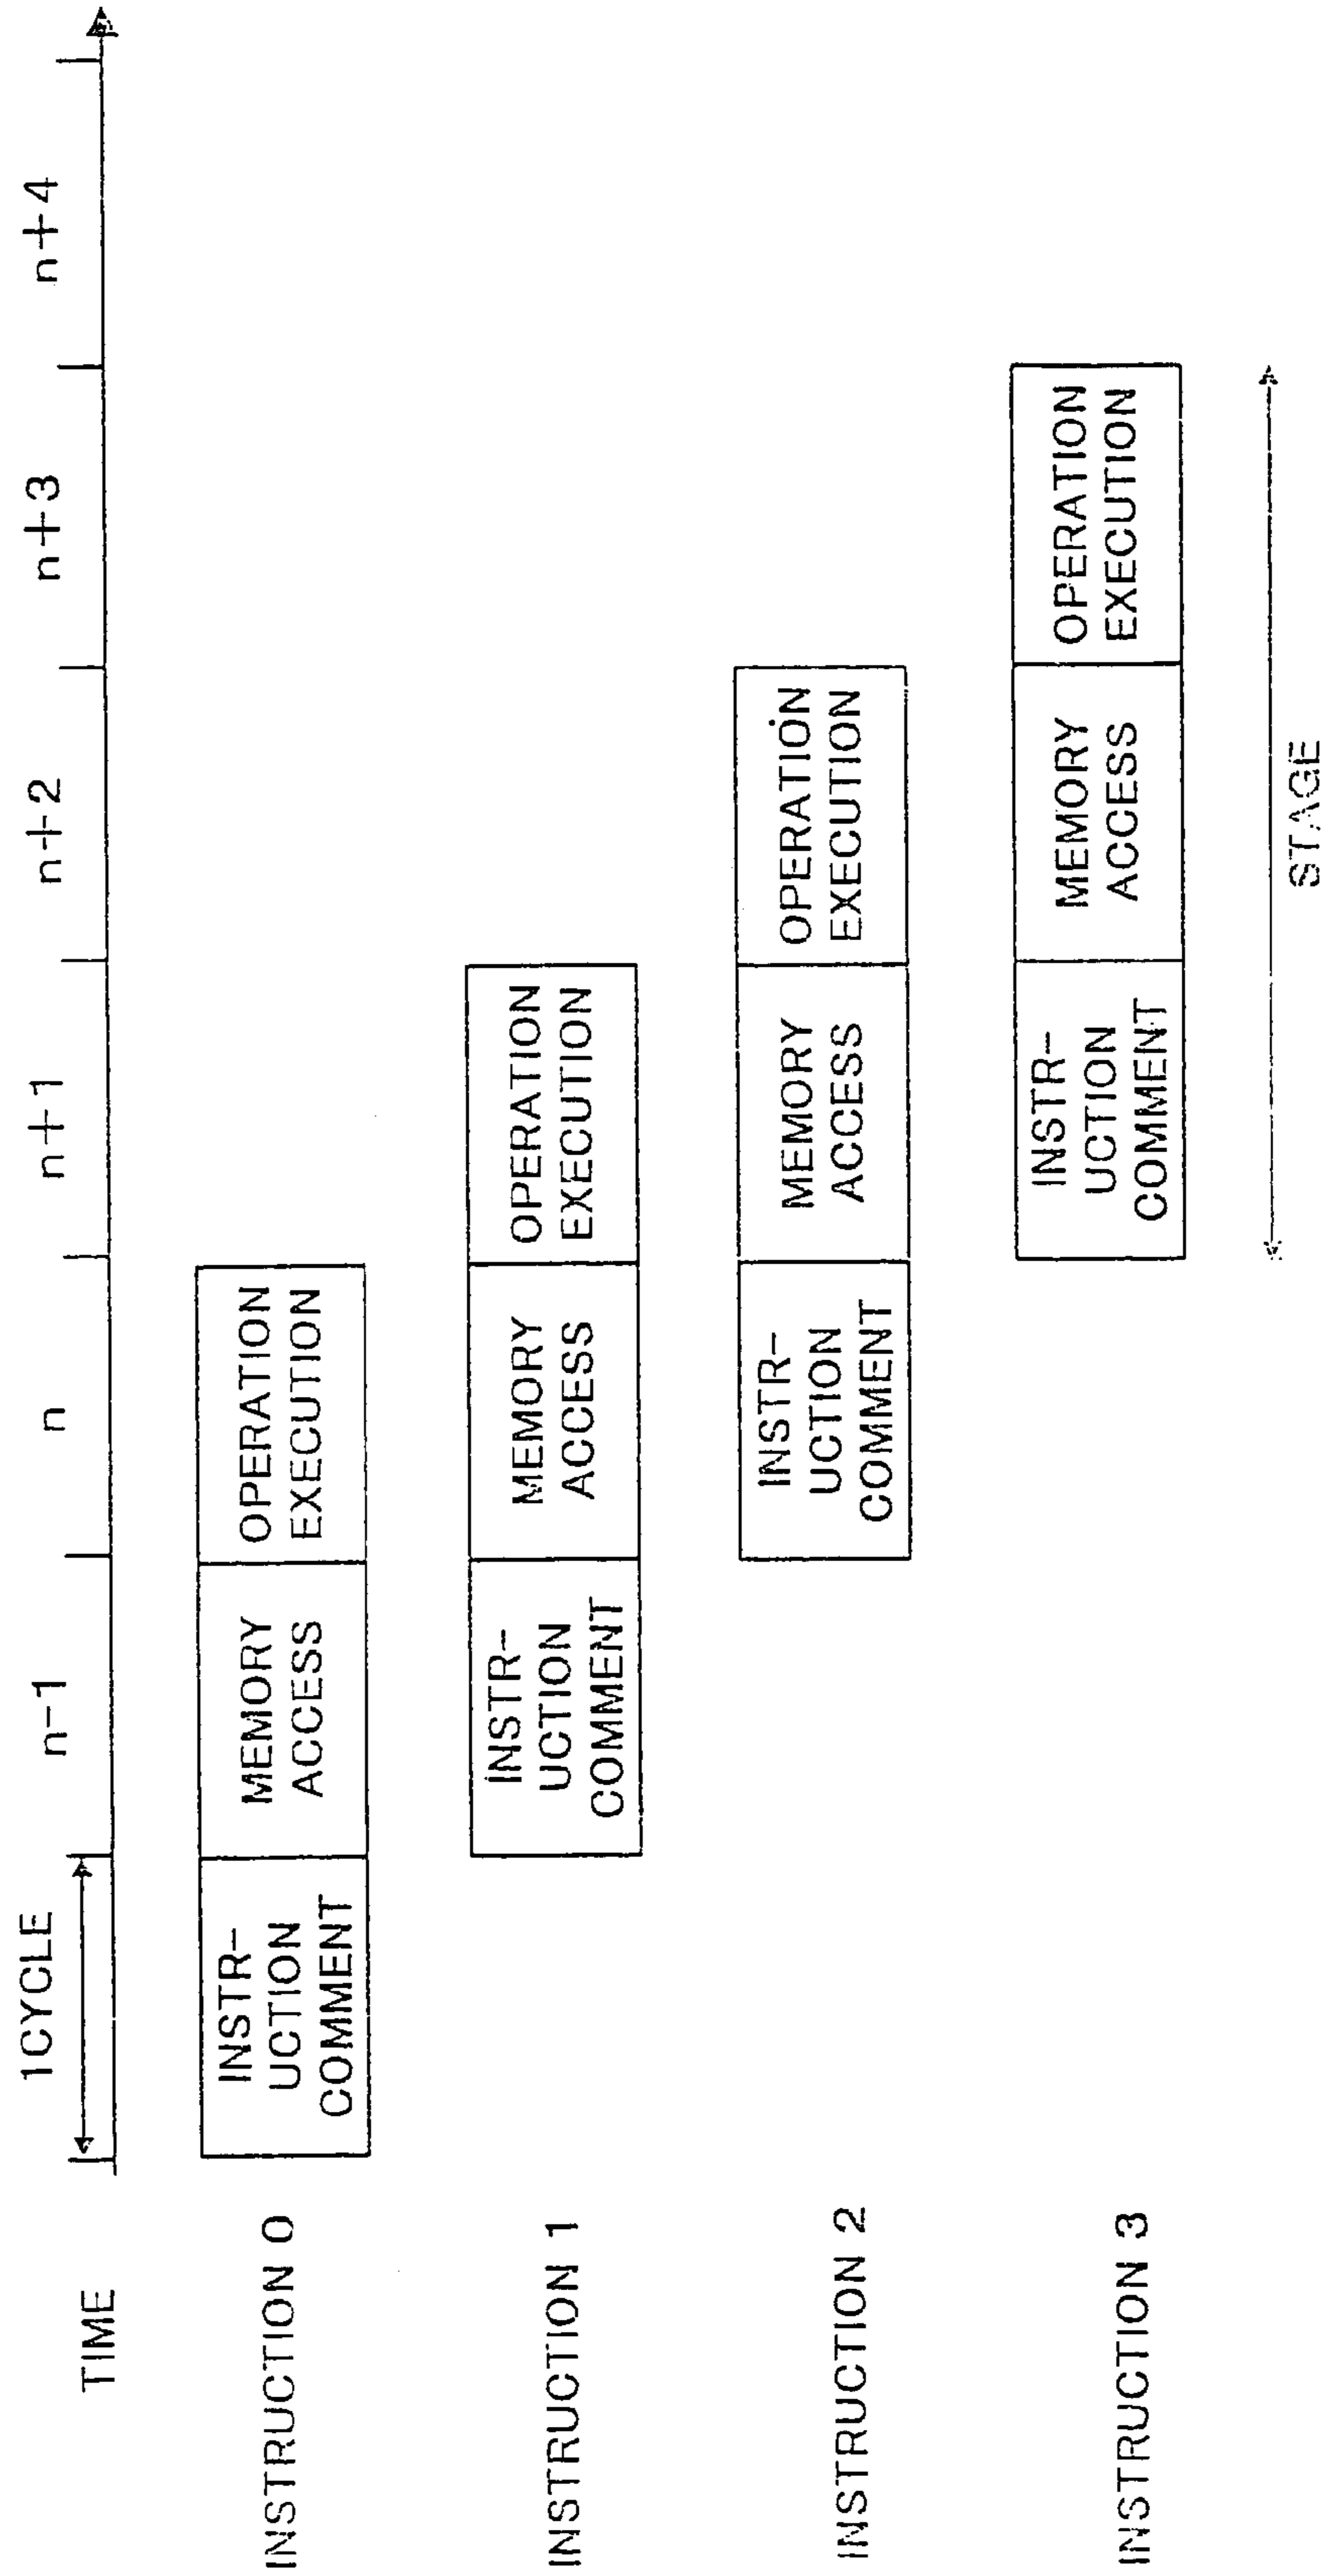 1CYCLE
n-1
n
n+1
n+2
n+3
n+4
TIME
INSTRUCTION 0
INSTR-
UCTION
COMMENT
MEMORY
ACCESS
OPERATION
EXECUTION
INSTRUCTION 1
INSTR-
UCTION
COMMENT
MEMORY
ACCESS
OPERATION
EXECUTION
INSTRUCTION 2
INSTR-
UCTION
COMMENT
MEMORY
ACCESS
OPERATION
EXECUTION
INSTRUCTION 3
INSTR-
UCTION
COMMENT
MEMORY
ACCESS
OPERATION
EXECUTION
STAGE